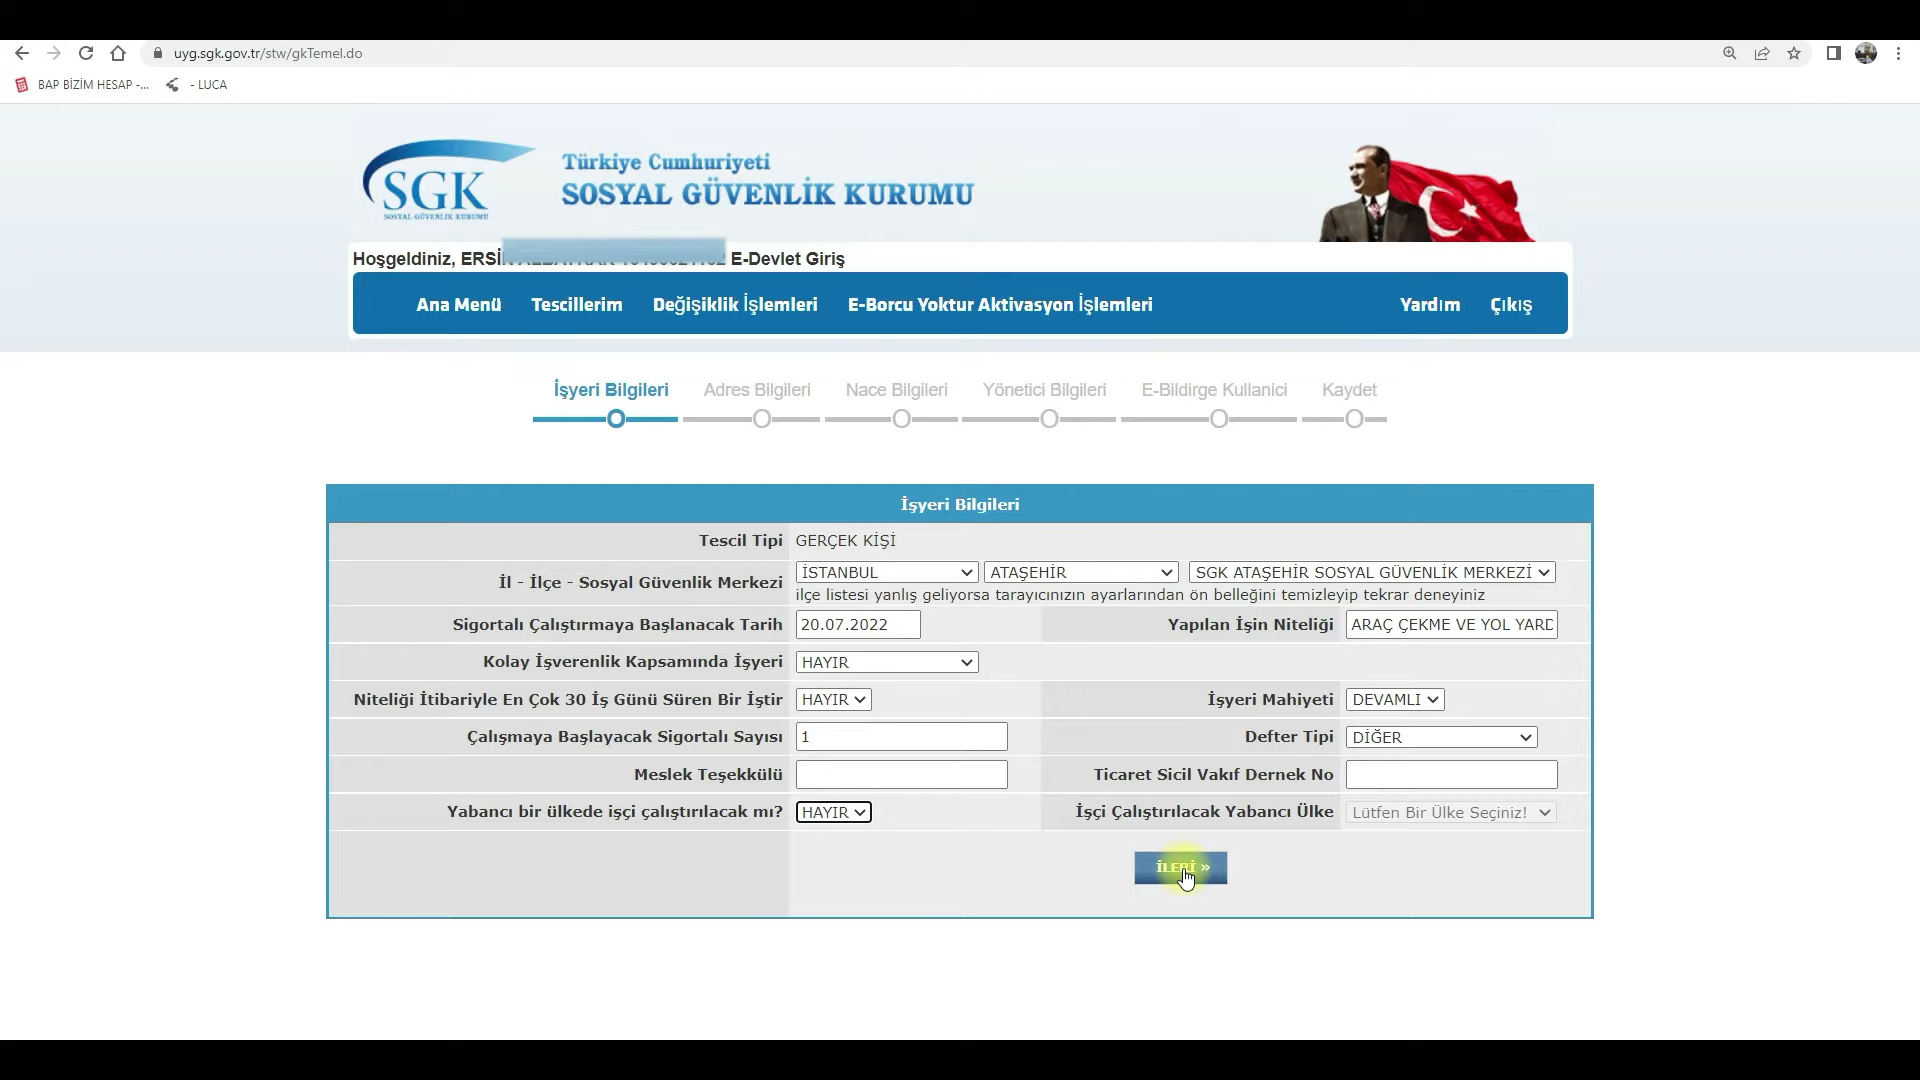 uyg.sgk.gov.tr/stw/gkTemel.do
BAP BİZİM HESAP -... - LUCA
SGK
SOSYAL GÜVENLİK KURUMU
Türkiye Cumhuriyeti
SOSYAL GÜVENLİK KURUMU
Hoşgeldiniz, E-Devlet Giriş
Ana Menü Tescillerim Değişiklik İşlemleri E-Borcu Yoktur Aktivasyon İşlemleri Yardım Çıkış
İşyeri Bilgileri Adres Bilgileri Nace Bilgileri Yönetici Bilgileri E-Bildirge Kullanici Kaydet
İşyeri Bilgileri
Tescil Tipi GERÇEK KİŞİ
İl - İlçe - Sosyal Güvenlik Merkezi İSTANBUL ATAŞEHİR SGK ATAŞEHİR SOSYAL GÜVENLİK MERKEZİ
ilçe listesi yanlış geliyorsa tarayıcınızın ayarlarından ön belleğini temizleyip tekrar deneyiniz
Sigortalı Çalıştırmaya Başlanacak Tarih 20.07.2022 Yapılan İşin Niteliği ARAÇ ÇEKME VE YOL YARD
Kolay İşverenlik Kapsamında İşyeri HAYIR
Niteliği İtibariyle En Çok 30 İş Günü Süren Bir İştir HAYIR İşyeri Mahiyeti DEVAMLI
Çalışmaya Başlayacak Sigortalı Sayısı 1 Defter Tipi DİĞER
Meslek Teşekkülü Ticaret Sicil Vakıf Dernek No
Yabancı bir ülkede işçi çalıştırılacak mı? HAYIR İşçi Çalıştırılacak Yabancı Ülke Lütfen Bir Ülke Seçiniz!
İLERİ »